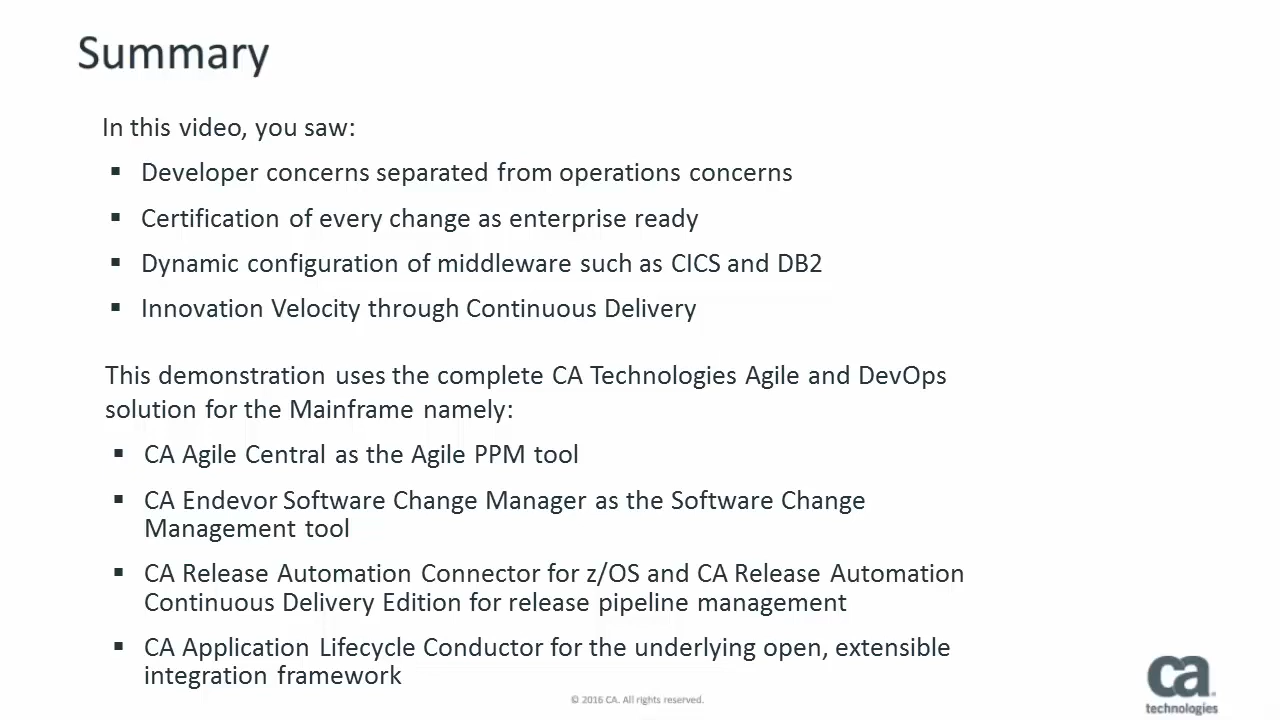 Summary
In this video, you saw:
▪ Developer concerns separated from operations concerns
▪ Certification of every change as enterprise ready
▪ Dynamic configuration of middleware such as CICS and DB2
▪ Innovation Velocity through Continuous Delivery
This demonstration uses the complete CA Technologies Agile and DevOps
solution for the Mainframe namely:
▪ CA Agile Central as the Agile PPM tool
▪ CA Endevor Software Change Manager as the Software Change
Management tool
▪ CA Release Automation Connector for z/OS and CA Release Automation
Continuous Delivery Edition for release pipeline management
▪ CA Application Lifecycle Conductor for the underlying open, extensible
integration framework
© 2016 CA. All rights reserved.
ca
technologies